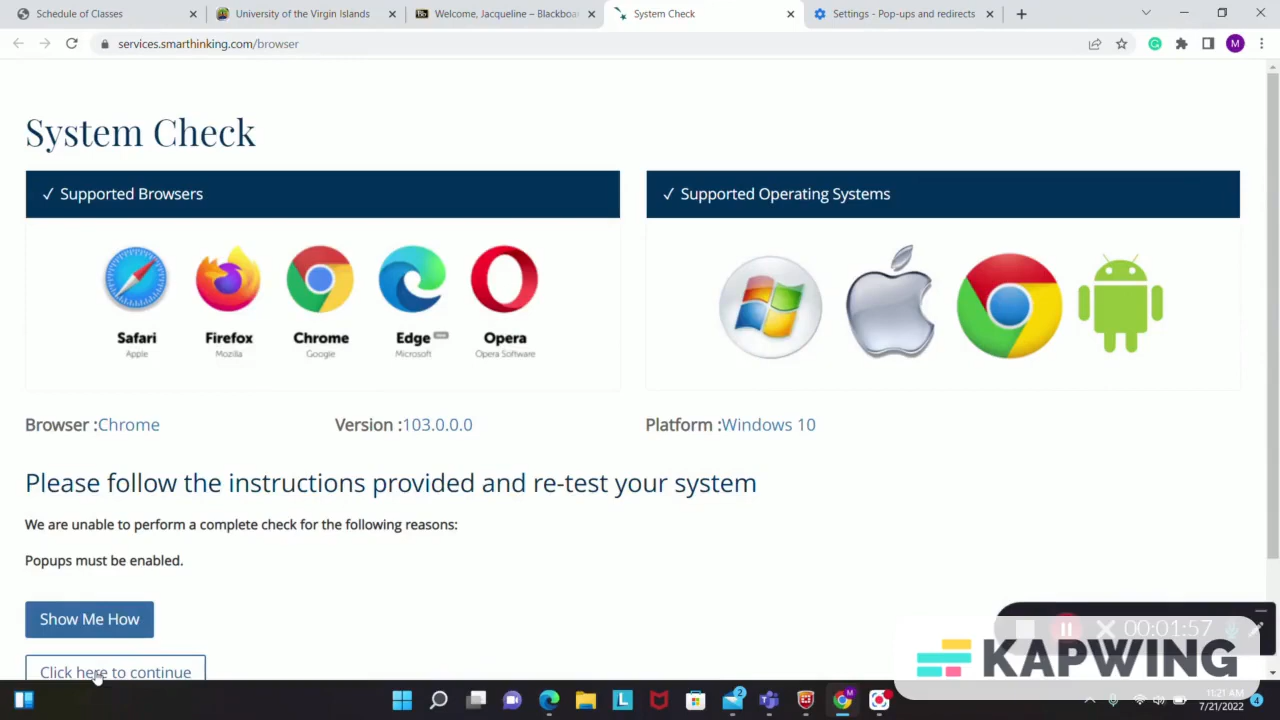 Schedule of Classes
University of the Virgin Islands
Welcome, Jacqueline – Blackboa
System Check
Settings - Pop-ups and redirects
services.smarthinking.com/browser
M
System Check
✓ Supported Browsers
✓ Supported Operating Systems
Safari
Firefox
Chrome
Edge
Opera
Apple
Mozilla
Google
Microsoft
Opera Software
Browser :Chrome
Version :103.0.0.0
Platform :Windows 10
Please follow the instructions provided and re-test your system
We are unable to perform a complete check for the following reasons:
Popups must be enabled.
Show Me How
00:01:57
KAPWING
Click here to continue
11:21 AM
7/21/2022